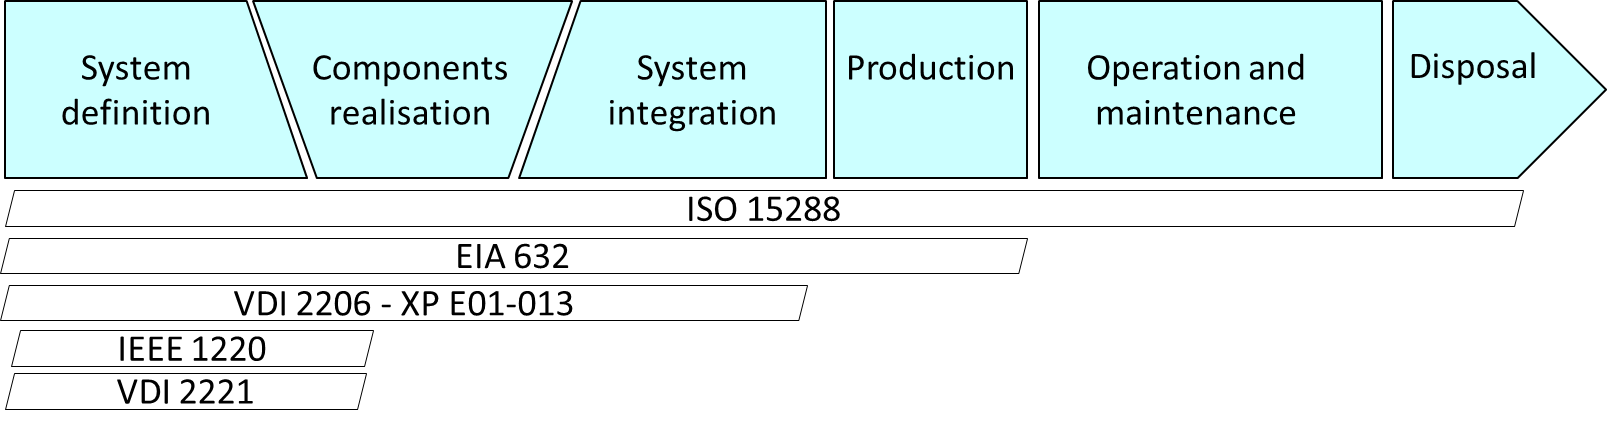 System
definition
Components
realisation
System
integration
Production
Operation and
maintenance
Disposal
ISO 15288
EIA 632
VDI 2206 - XP E01-013
IEEE 1220
VDI 2221